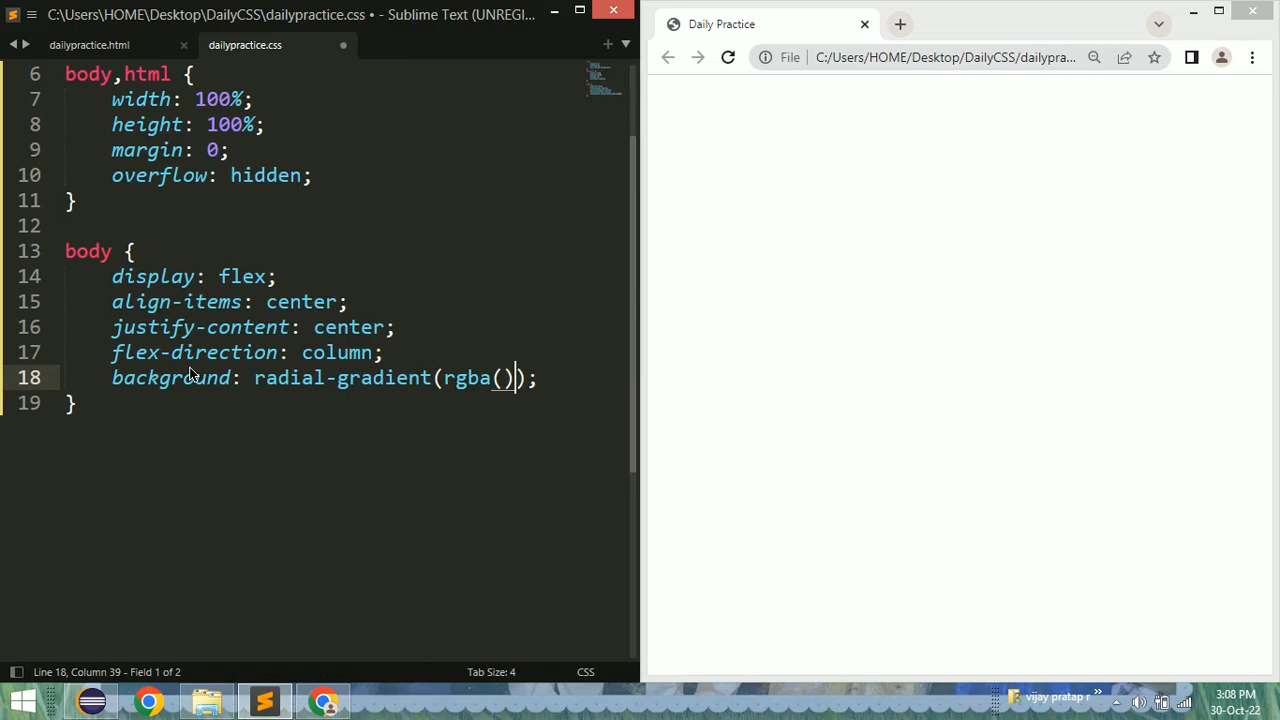 C:\Users\HOME\Desktop\DailyCSS\dailypractice.css • - Sublime Text (UNREGI...
dailypractice.html
dailypractice.css
6 body,html {
7 width: 100%;
8 height: 100%;
9 margin: 0;
10 overflow: hidden;
11 }
12
13 body {
14 display: flex;
15 align-items: center;
16 justify-content: center;
17 flex-direction: column;
18 background: radial-gradient(rgba());
19 }
Line 18, Column 39 - Field 1 of 2
Tab Size: 4
CSS
Daily Practice
File
C:/Users/HOME/Desktop/DailyCSS/dailypra...
vijay pratap r
3:08 PM
30-Oct-22